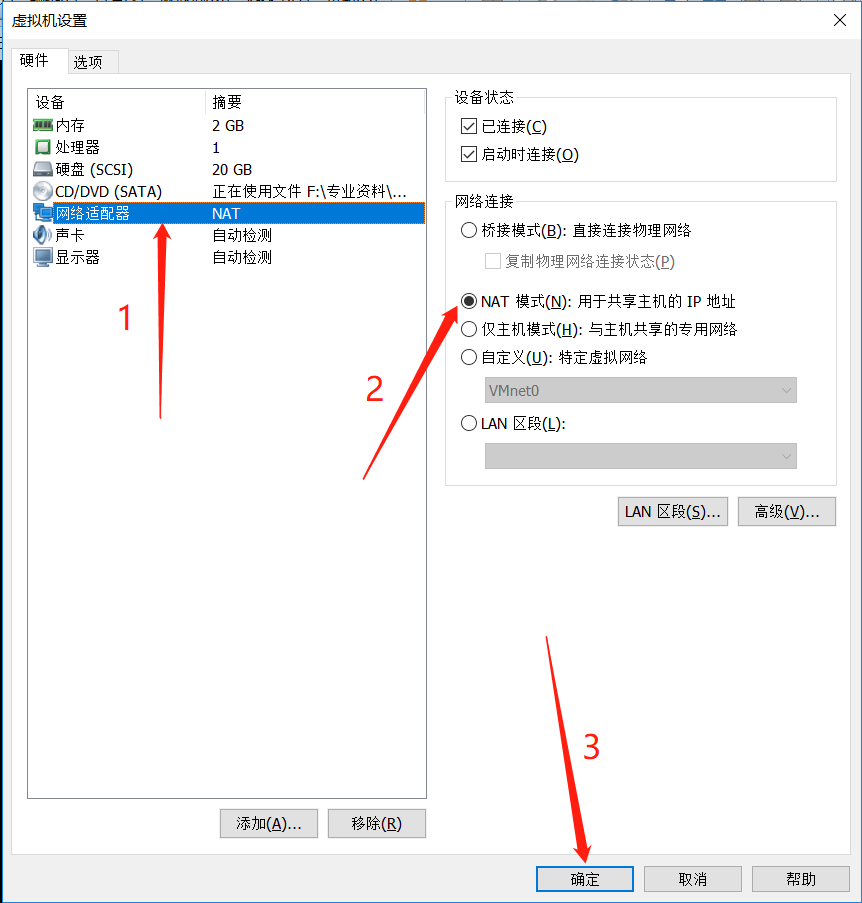 虚拟机设置
硬件 选项
设备 摘要
内存 2 GB
处理器 1
硬盘 (SCSI) 20 GB
CD/DVD (SATA) 正在使用文件 F:\专业资料\...
网络适配器 NAT
声卡 自动检测
显示器 自动检测
1
添加(A)... 移除(R)
设备状态
已连接(C)
启动时连接(O)
网络连接
桥接模式(B): 直接连接物理网络
复制物理网络连接状态(P)
NAT 模式(N): 用于共享主机的 IP 地址
仅主机模式(H): 与主机共享的专用网络
自定义(U): 特定虚拟网络
VMnet0
LAN 区段(L):
2
LAN 区段(S)... 高级(V)...
3
确定 取消 帮助